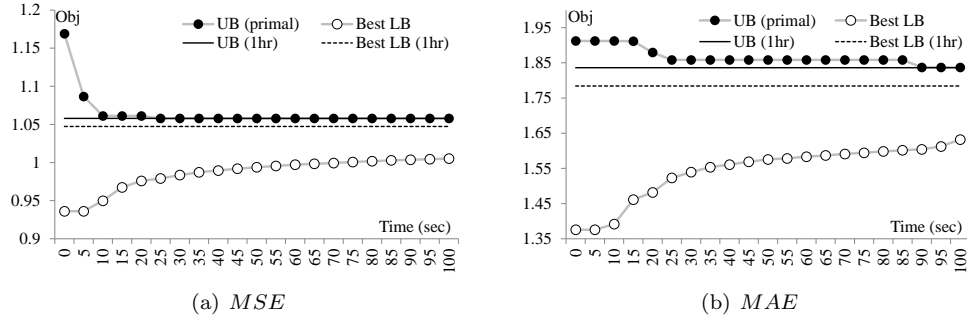 Obj
UB (primal) Best LB
UB (1hr) Best LB (1hr)
1.2
1.15
1.1
1.05
1
0.95
0.9
Time (sec)
0 5 10 15 20 25 30 35 40 45 50 55 60 65 70 75 80 85 90 95 100
(a) MSE
Obj
UB (primal) Best LB
UB (1hr) Best LB (1hr)
1.95
1.85
1.75
1.65
1.55
1.45
1.35
Time (sec)
0 5 10 15 20 25 30 35 40 45 50 55 60 65 70 75 80 85 90 95 100
(b) MAE